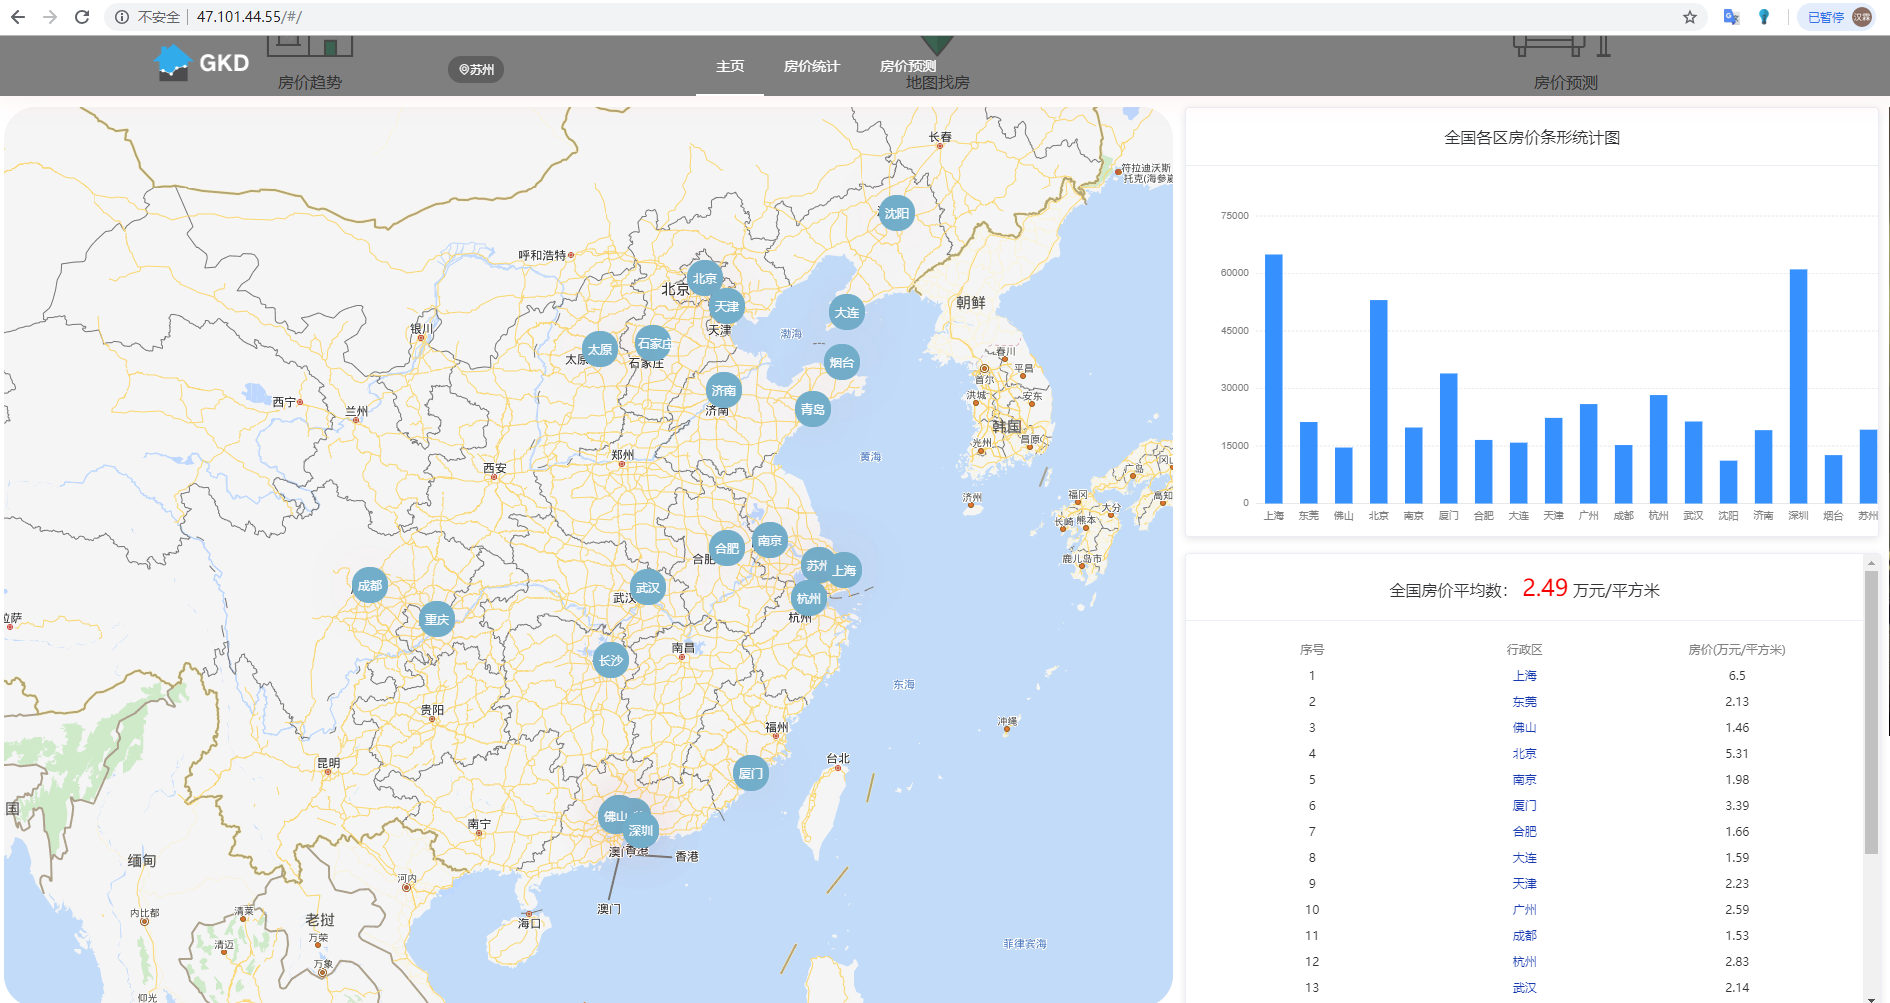 不安全 47.101.44.55/#/ 已暂停 汉霖
GKD
苏州
主页 房价统计 房价预测
房价趋势 地图找房 房价预测
长春
符拉迪沃斯
托克(海参崴
沈阳
呼和浩特
北京
北京
天津
天津
大连
朝鲜
渤海
银川
太原
太原
石家庄
石家庄
烟台
春川
平昌
首尔
洪城
安东
济南
济南
青岛
西宁
兰州
韩国
光州
昌原
郑州
黄海
西安
广岛
冈山
济州
福冈
大分
高知
长崎
熊本
鹿儿岛市
合肥
合肥
南京
苏州
上海
成都
武汉
武汉
杭州
杭州
重庆
拉萨
长沙
南昌
东海
贵阳
冲绳
福州
昆明
台北
厦门
国
南宁
佛山
深圳
澳门
香港
香港
缅甸
河内
澳门
内比都
清莱
老挝
海口
万荣
清迈
菲律宾海
万象
仰光
全国各区房价条形统计图
75000
60000
45000
30000
15000
0
上海 东莞 佛山 北京 南京 厦门 合肥 大连 天津 广州 成都 杭州 武汉 沈阳 济南 深圳 烟台 苏州
全国房价平均数： 2.49 万元/平方米
序号 行政区 房价(万元/平方米)
1 上海 6.5
2 东莞 2.13
3 佛山 1.46
4 北京 5.31
5 南京 1.98
6 厦门 3.39
7 合肥 1.66
8 大连 1.59
9 天津 2.23
10 广州 2.59
11 成都 1.53
12 杭州 2.83
13 武汉 2.14